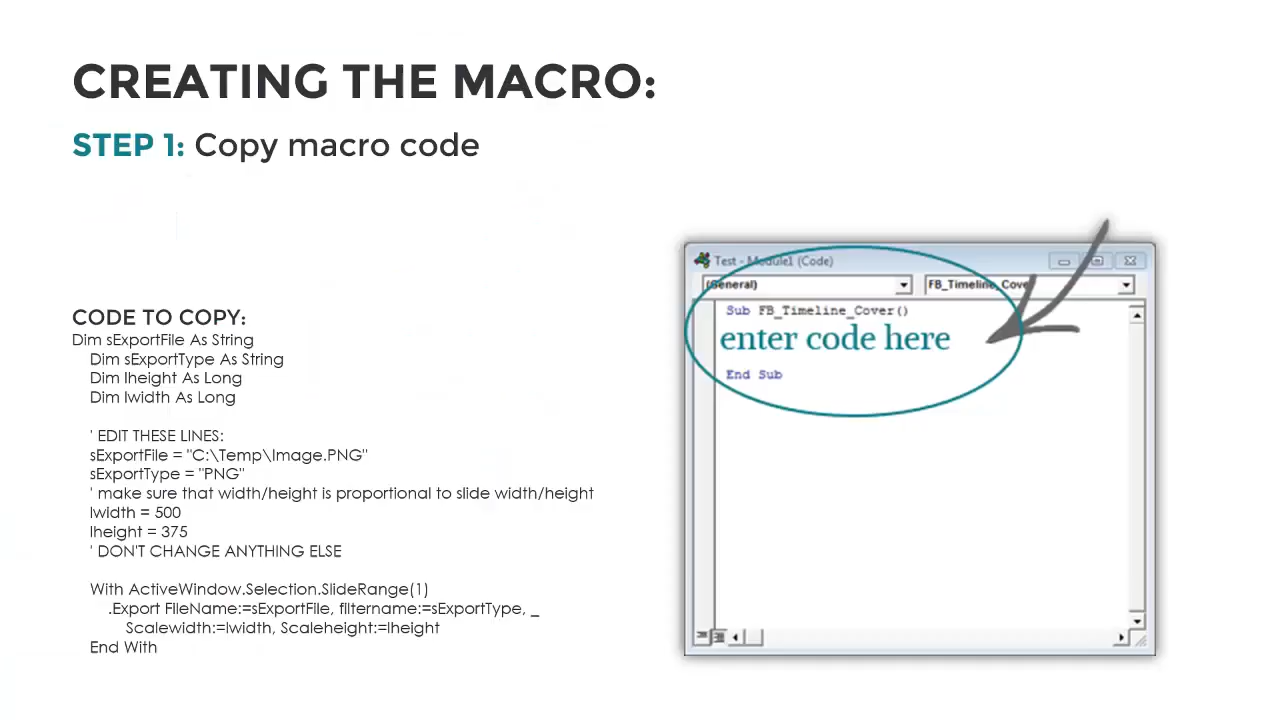 CREATING THE MACRO:
STEP 1: Copy macro code
CODE TO COPY:
Dim sExportFile As String
Dim sExportType As String
Dim lheight As Long
Dim lwidth As Long
' EDIT THESE LINES:
sExportFile = "C:\Temp\Image.PNG"
sExportType = "PNG"
' make sure that width/height is proportional to slide width/height
lwidth = 500
lheight = 375
' DON'T CHANGE ANYTHING ELSE
With ActiveWindow.Selection.SlideRange(1)
.Export FileName:=sExportFile, filtername:=sExportType, _
Scalewidth:=lwidth, Scaleheight:=lheight
End With
Test - Module1 (Code)
(General)
FB_Timeline_Cove
Sub FB_Timeline_Cover()
enter code here
End Sub